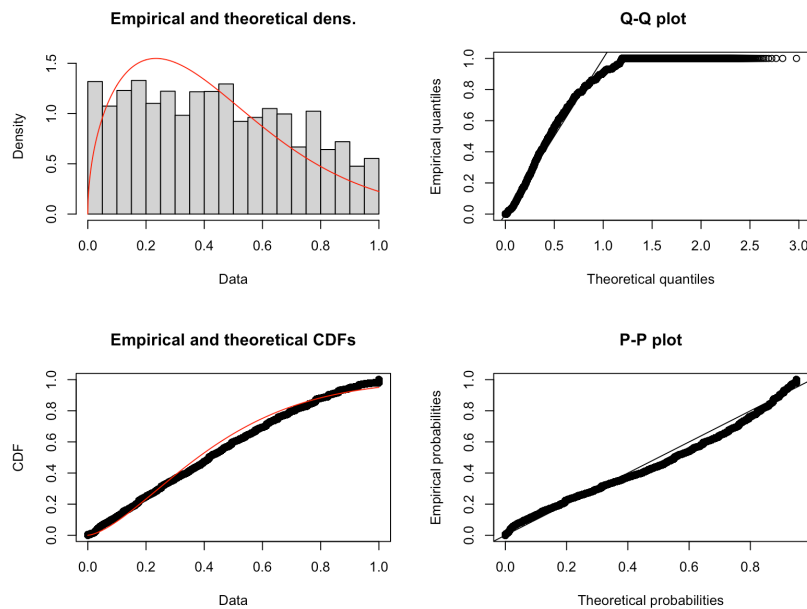 Empirical and theoretical dens.
Density
0.0 0.5 1.0 1.5
0.0 0.2 0.4 0.6 0.8 1.0
Data
Q-Q plot
Empirical quantiles
0.0 0.2 0.4 0.6 0.8 1.0
0.0 0.5 1.0 1.5 2.0 2.5 3.0
Theoretical quantiles
Empirical and theoretical CDFs
CDF
0.0 0.2 0.4 0.6 0.8 1.0
0.0 0.2 0.4 0.6 0.8 1.0
Data
P-P plot
Empirical probabilities
0.0 0.2 0.4 0.6 0.8 1.0
0.0 0.2 0.4 0.6 0.8
Theoretical probabilities